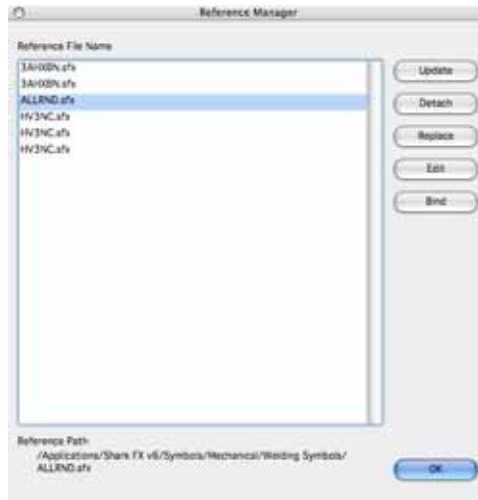 Reference Manager
Reference File Name
3AHXBN.sfx
3AHXBN.sfx
ALLRND.sfx
HV3NC.sfx
HV3NC.sfx
HV3NC.sfx
Update
Detach
Replace
Edit
Bind
Reference Path
/Applications/Shark FX v6/Symbols/Mechanical/Welding Symbols/
ALLRND.sfx
OK